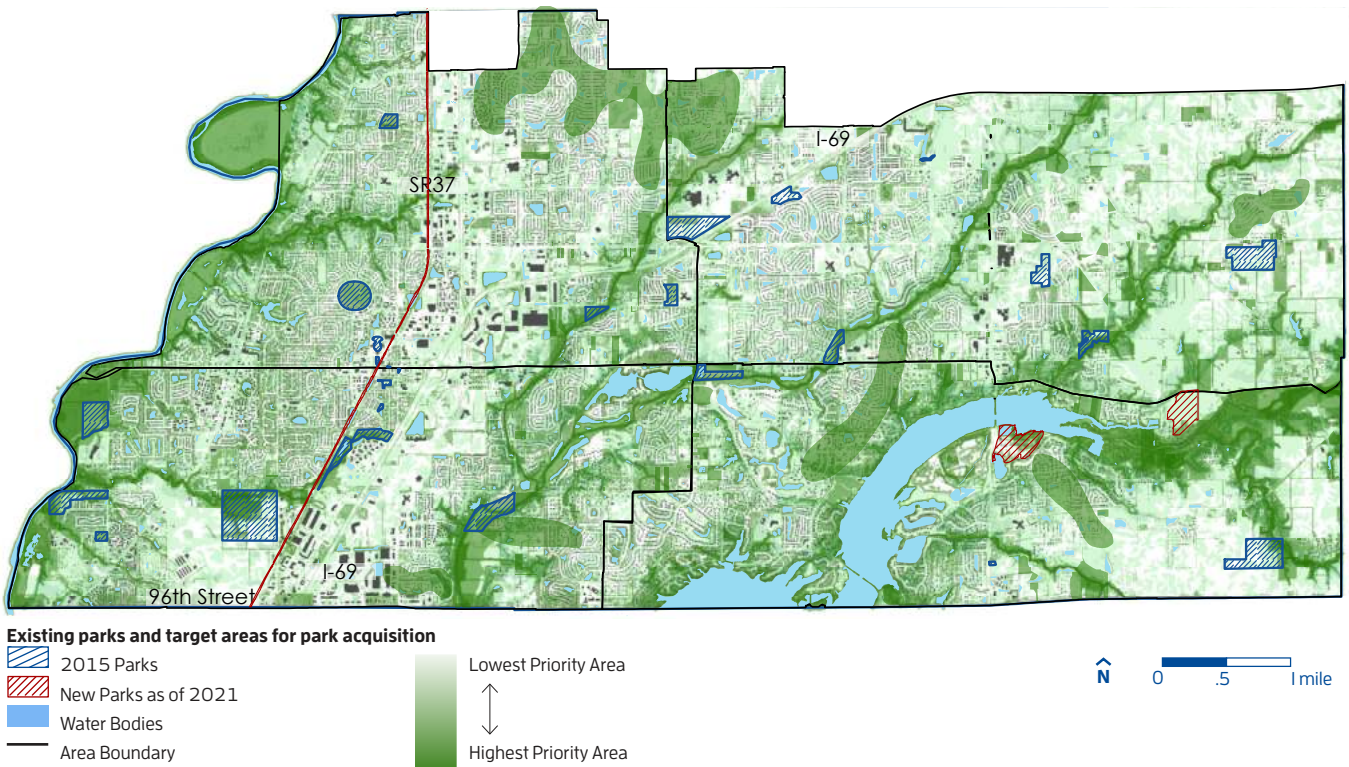 I-69
SR37
I-69
96th Street
Existing parks and target areas for park acquisition
2015 Parks
New Parks as of 2021
Water Bodies
Area Boundary
Lowest Priority Area
Highest Priority Area
N
0 .5 1 mile